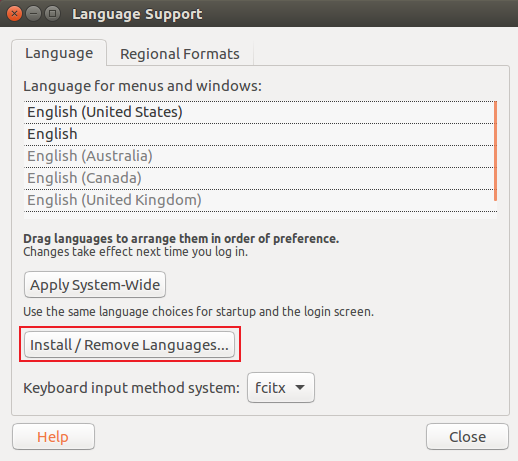 Language Support
Language
Regional Formats
Language for menus and windows:
English (United States)
English
English (Australia)
English (Canada)
English (United Kingdom)
Drag languages to arrange them in order of preference.
Changes take effect next time you log in.
Apply System-Wide
Use the same language choices for startup and the login screen.
Install / Remove Languages...
Keyboard input method system: fcitx
Help
Close